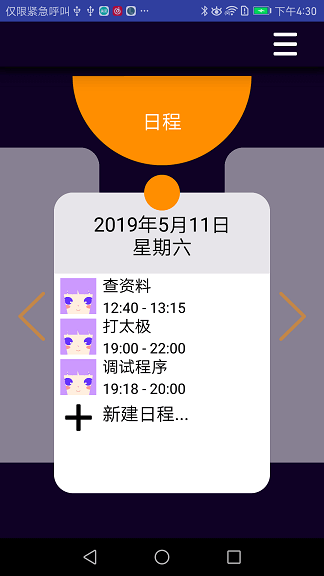 仅限紧急呼叫 ... 下午4:30
日程
2019年5月11日
星期六
查资料
12:40 - 13:15
打太极
19:00 - 22:00
调试程序
19:18 - 20:00
新建日程...